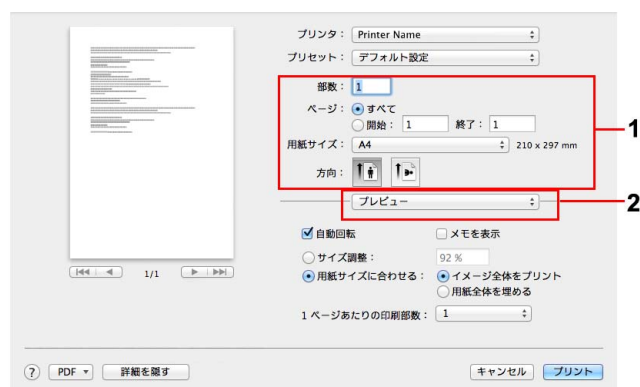 プリンタ： Printer Name
プリセット： デフォルト設定
部数： 1
ページ： すべて
開始： 1 終了： 1
1
用紙サイズ： A4 210 x 297 mm
方向：
プレビュー
2
自動回転 メモを表示
サイズ調整： 92 %
1/1
用紙サイズに合わせる： イメージ全体をプリント
用紙全体を埋める
1 ページあたりの印刷部数： 1
? PDF 詳細を隠す キャンセル プリント